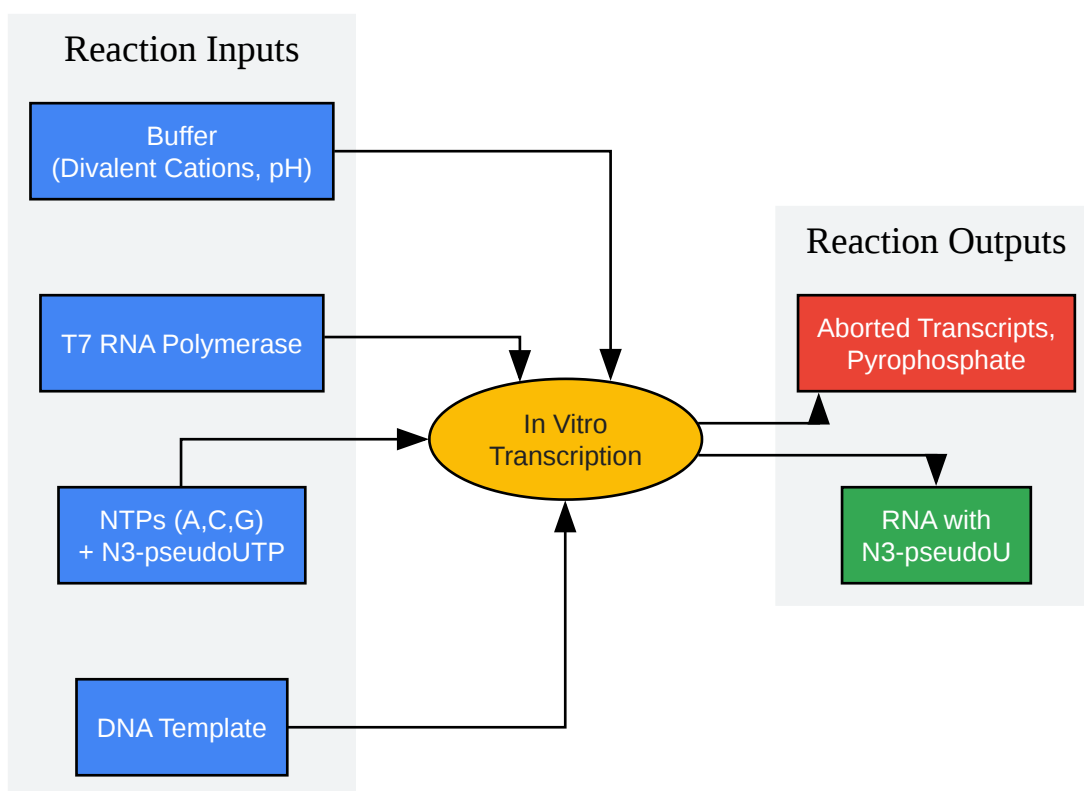 Reaction Inputs
Buffer
(Divalent Cations, pH)
T7 RNA Polymerase
NTPs (A,C,G)
+ N3-pseudoUTP
DNA Template
In Vitro
Transcription
Reaction Outputs
Aborted Transcripts,
Pyrophosphate
RNA with
N3-pseudoU